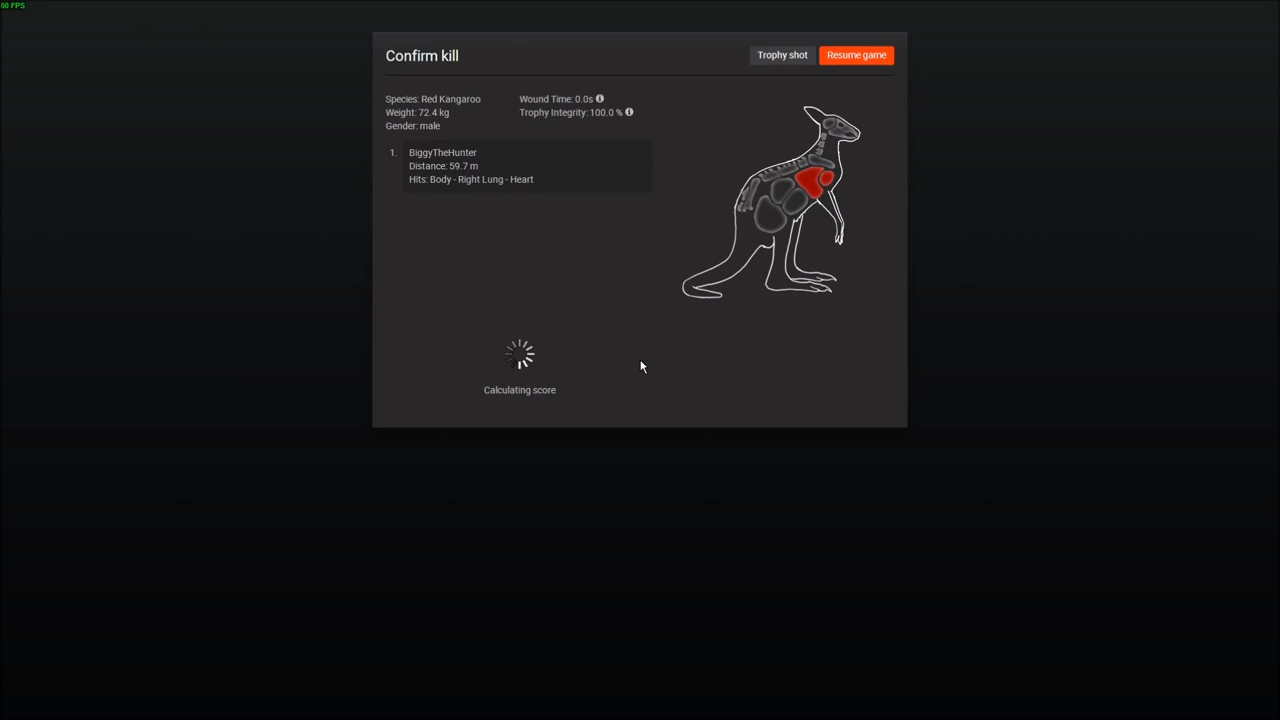 60 FPS
Confirm kill
Trophy shot
Resume game
Species: Red Kangaroo
Weight: 72.4 kg
Gender: male
Wound Time: 0.0s
Trophy Integrity: 100.0 %
1. BiggyTheHunter
Distance: 59.7 m
Hits: Body - Right Lung - Heart
Calculating score